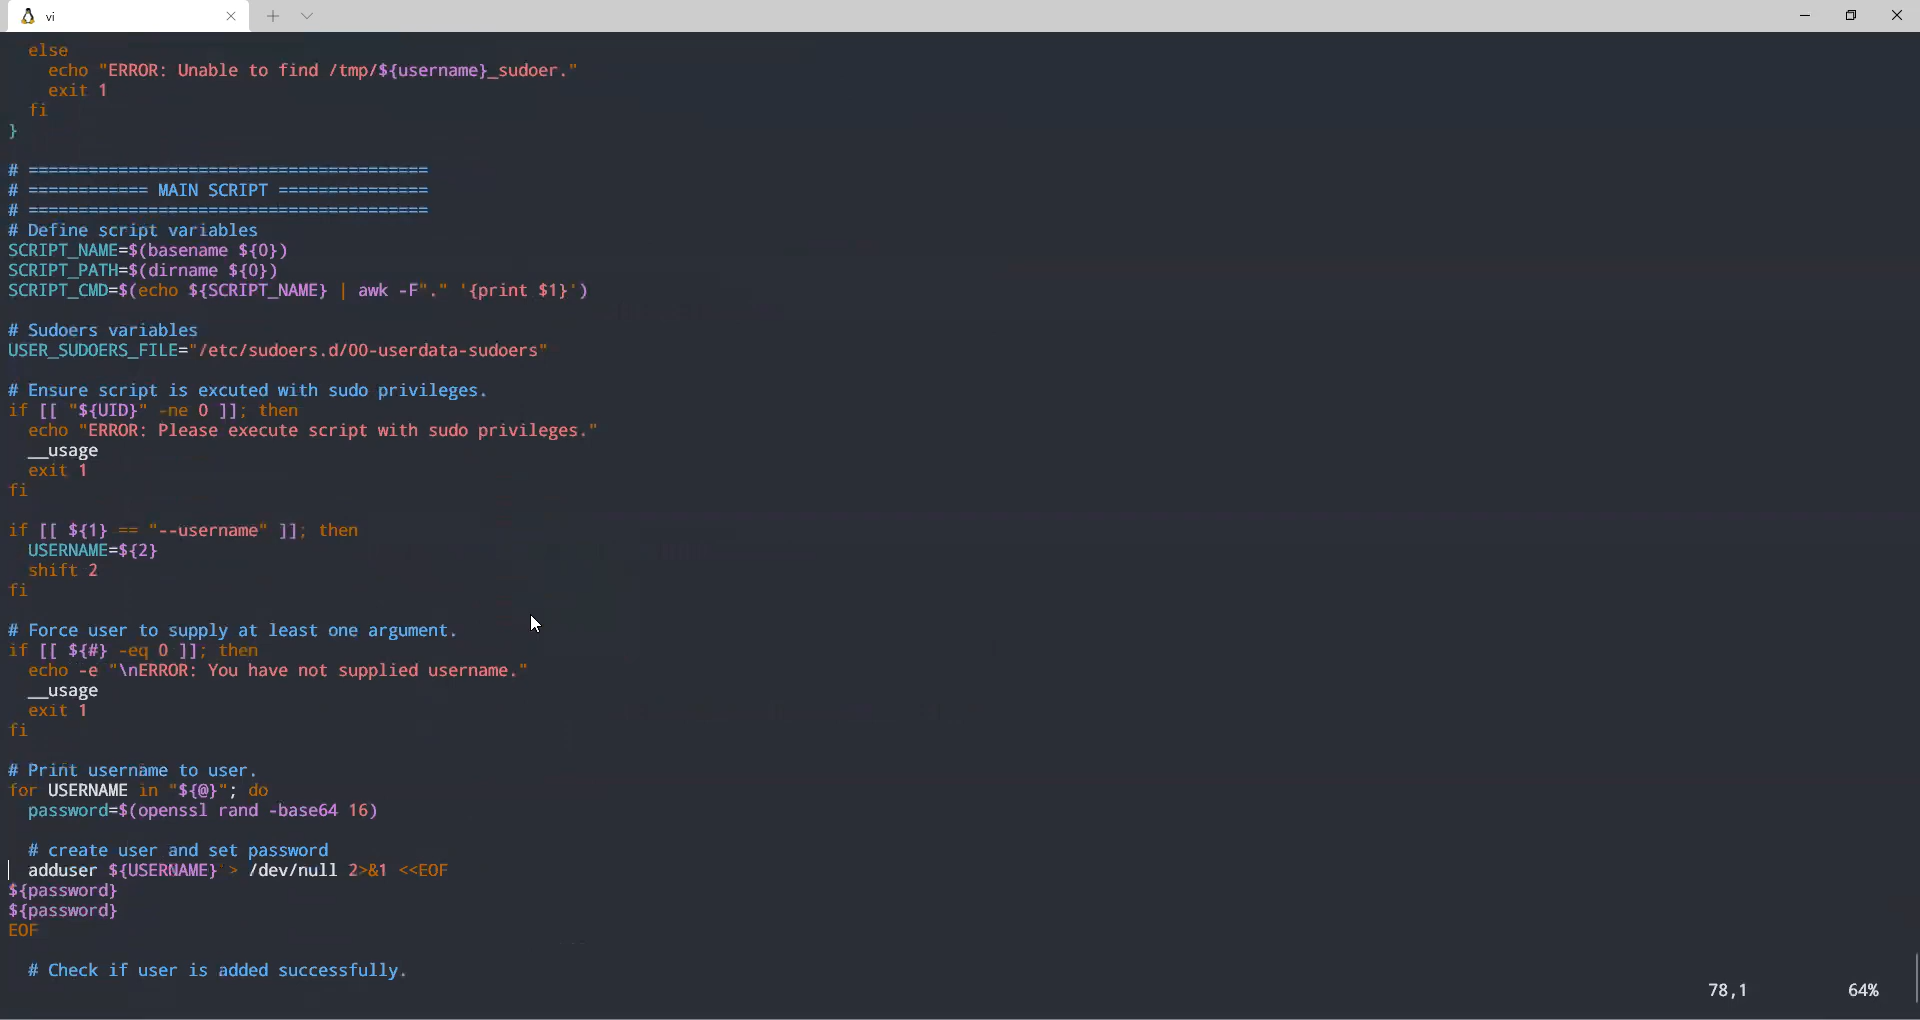 vi
else
echo "ERROR: Unable to find /tmp/${username}_sudoer."
exit 1
fi
}
# ========================================
# ============ MAIN SCRIPT ===============
# ========================================
# Define script variables
SCRIPT_NAME=$(basename ${0})
SCRIPT_PATH=$(dirname ${0})
SCRIPT_CMD=$(echo ${SCRIPT_NAME} | awk -F"." '{print $1}')
# Sudoers variables
USER_SUDOERS_FILE="/etc/sudoers.d/00-userdata-sudoers"
# Ensure script is excuted with sudo privileges.
if [[ "${UID}" -ne 0 ]]; then
echo "ERROR: Please execute script with sudo privileges."
__usage
exit 1
fi
if [[ ${1} == "--username" ]]; then
USERNAME=${2}
shift 2
fi
# Force user to supply at least one argument.
if [[ ${#} -eq 0 ]]; then
echo -e "\nERROR: You have not supplied username."
__usage
exit 1
fi
# Print username to user.
for USERNAME in "${@}"; do
password=$(openssl rand -base64 16)
# create user and set password
adduser ${USERNAME} > /dev/null 2>&1 <<EOF
${password}
${password}
EOF
# Check if user is added successfully.
78,1 64%